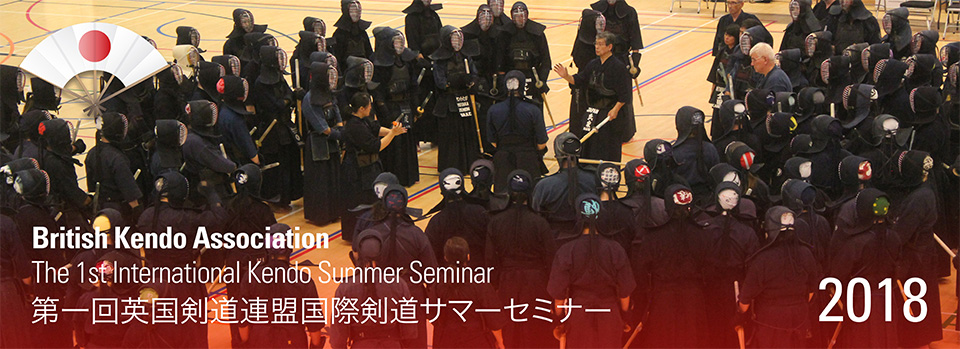 British Kendo Association
The 1st International Kendo Summer Seminar
第一回英国剣道連盟国際剣道サマーセミナー
2018